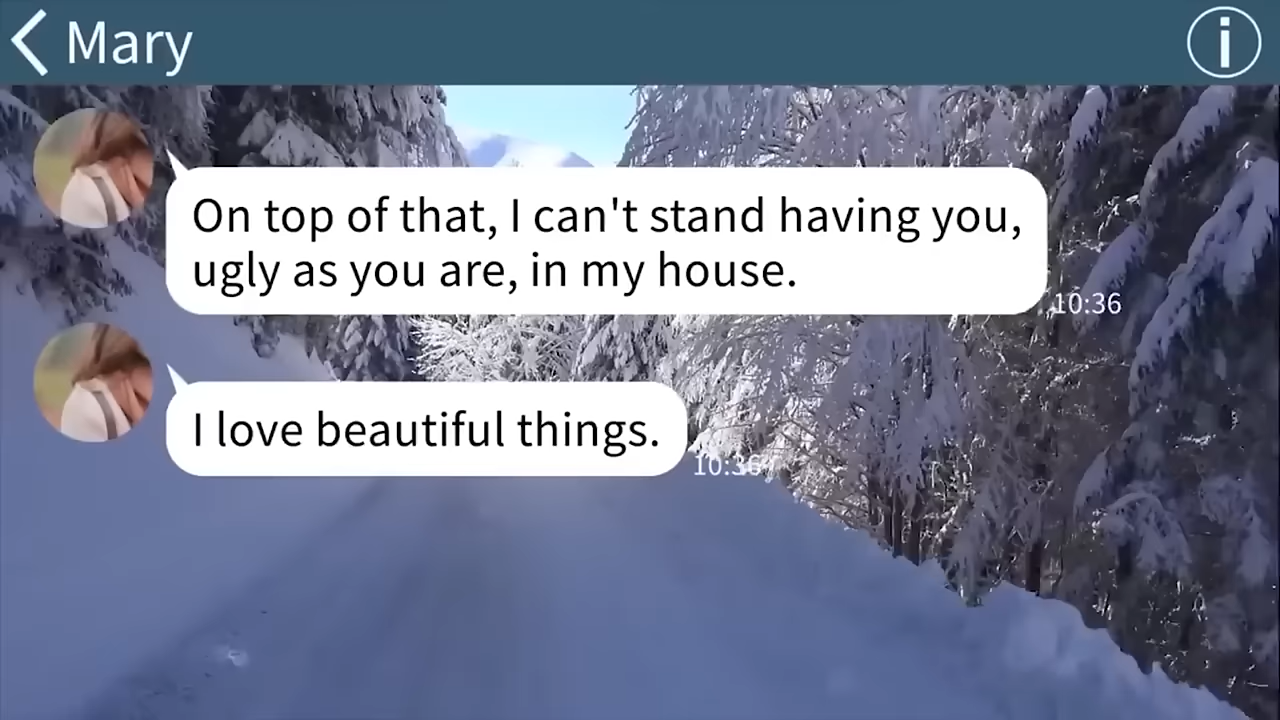 Mary
On top of that, I can't stand having you,
ugly as you are, in my house.
10:36
I love beautiful things.
10:36